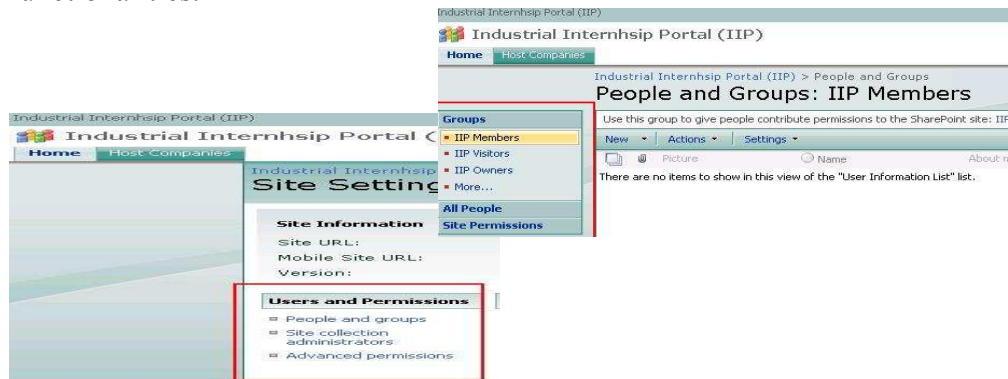 Industrial Internhsip Portal (IIP)
Industrial Internhsip Portal (IIP)
Home Host Companies
Industrial Internhsip Portal (IIP) > People and Groups
People and Groups: IIP Members
Groups
IIP Members
IIP Visitors
IIP Owners
More...
All People
Site Permissions
Use this group to give people contribute permissions to the SharePoint site: IIP
New Actions Settings
Picture Name About
There are no items to show in this view of the "User Information List" list.
Industrial Internhsip Portal (IIP)
Industrial Internhsip Portal (
Home Host Companies
Industrial Internhsip
Site Setting
Site Information
Site URL:
Mobile Site URL:
Version:
Users and Permissions
People and groups
Site collection
administrators
Advanced permissions